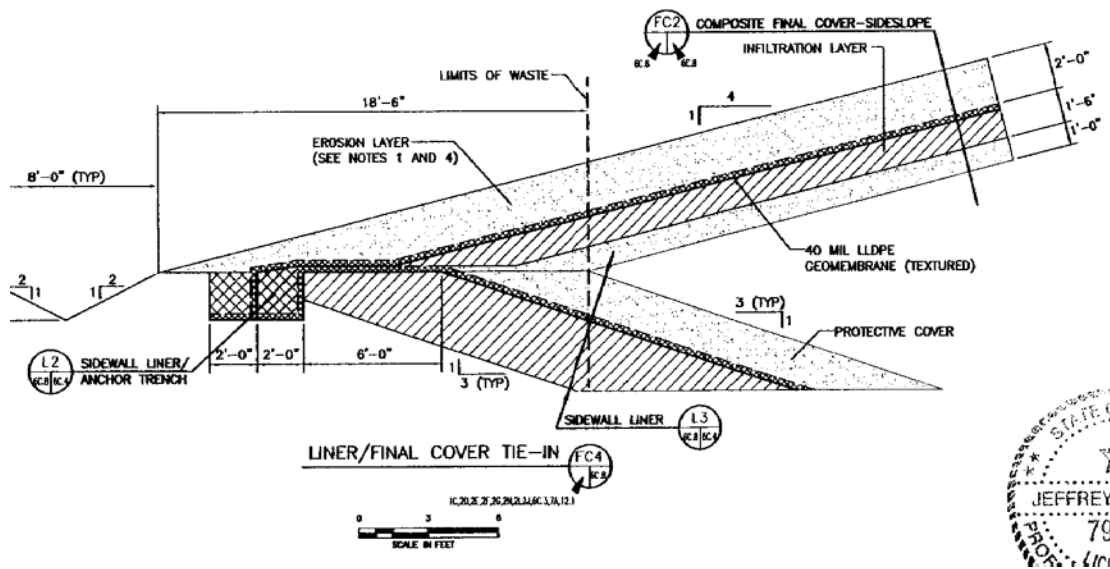 FC2
6C.8 6C.8
COMPOSITE FINAL COVER-SIDESLOPE
INFILTRATION LAYER
LIMITS OF WASTE
2'-0"
1'-6"
1'-0"
18'-6"
4
1
EROSION LAYER
(SEE NOTES 1 AND 4)
8'-0" (TYP)
40 MIL LLDPE
GEOMEMBRANE (TEXTURED)
2
1
2
1
3 (TYP)
1
PROTECTIVE COVER
L2
6C.8 6C.4
SIDEWALL LINER/
ANCHOR TRENCH
2'-0"
2'-0"
6'-0"
1
3 (TYP)
SIDEWALL LINER
L3
6C.8 6C.4
LINER/FINAL COVER TIE-IN
FC4
6C.8
0 3 6
SCALE IN FEET
STATE
JEFFREY
79